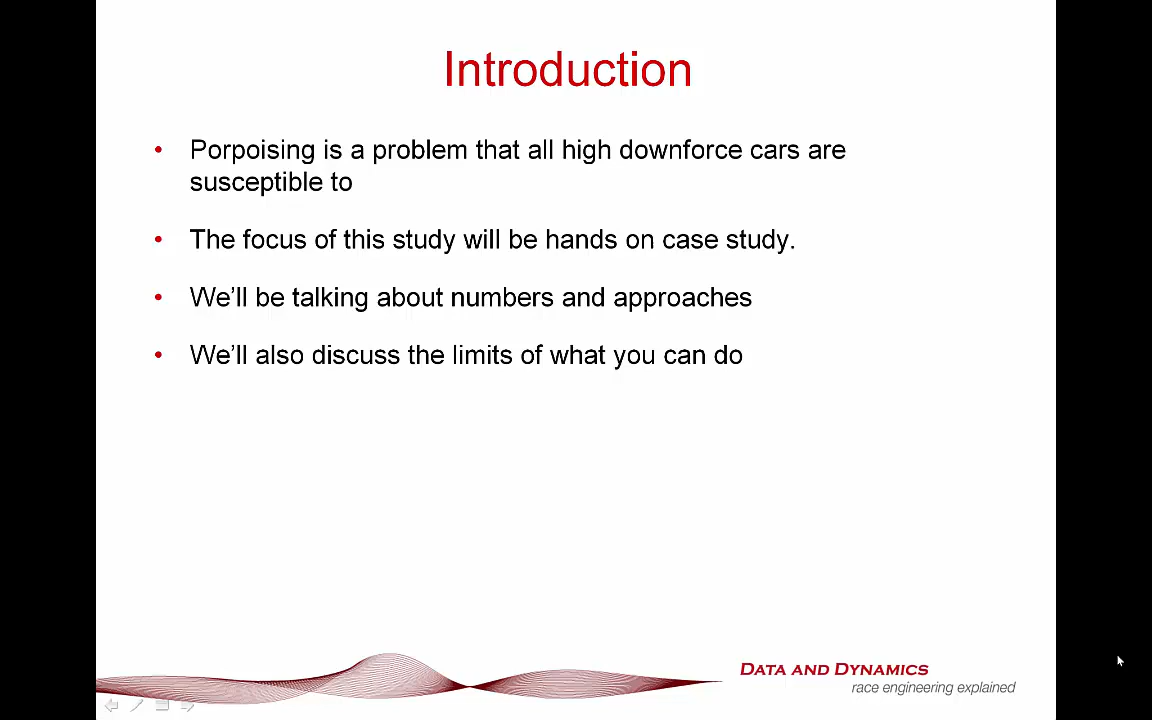 Introduction
• Porpoising is a problem that all high downforce cars are
susceptible to
• The focus of this study will be hands on case study.
• We'll be talking about numbers and approaches
• We'll also discuss the limits of what you can do
DATA AND DYNAMICS
race engineering explained